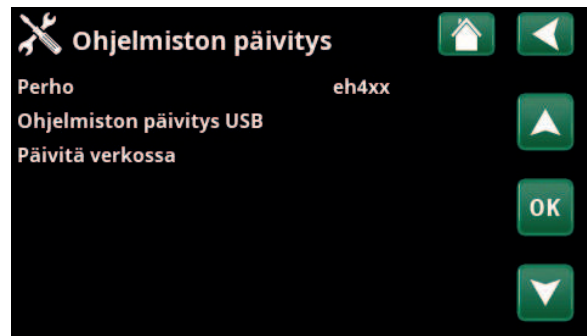 Ohjelmiston päivitys
Perho eh4xx
Ohjelmiston päivitys USB
Päivitä verkossa
OK